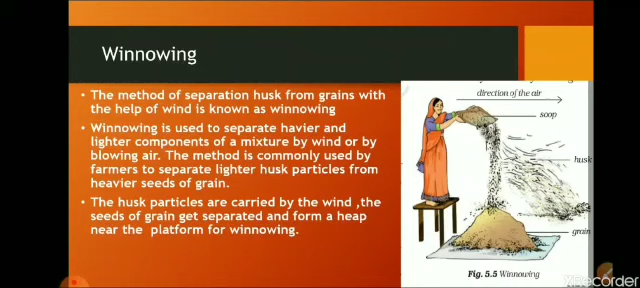 Winnowing
• The method of separation husk from grains with
the help of wind is known as winnowing
• Winnowing is used to separate havier and
lighter components of a mixture by wind or by
blowing air. The method is commonly used by
farmers to separate lighter husk particles from
heavier seeds of grain.
• The husk particles are carried by the wind ,the
seeds of grain get separated and form a heap
near the platform for winnowing.
direction of the air
soop
husk
grain
Fig. 5.5 Winnowing